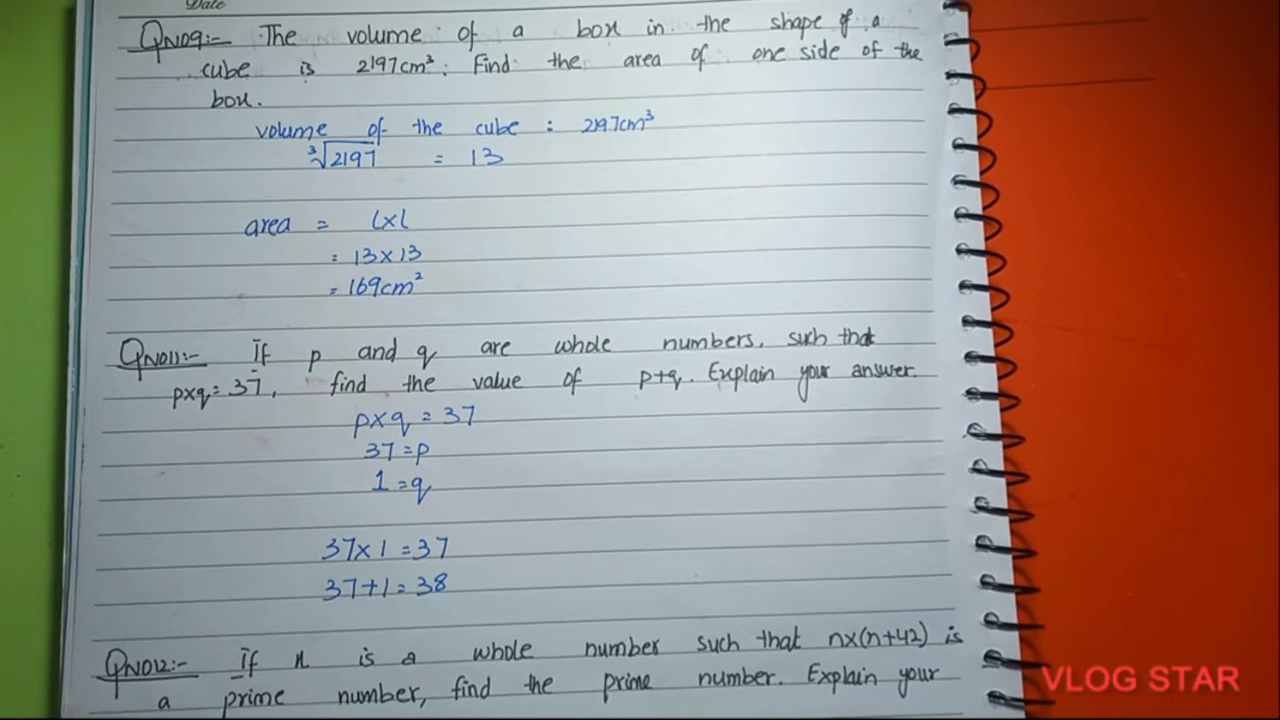 Date
QNO9:- The volume of a box in the shape of a
cube is 2197cm³. Find the area of one side of the
box.
volume of the cube = 2197cm³
∛2197 = 13
area = l×l
= 13×13
= 169cm²
QNO11:- If p and q are whole numbers, such that
p×q=37, find the value of p+q. Explain your answer.
p×q = 37
37=p
1=q
37×1=37
37+1=38
QNO12:- If n is a whole number such that n×(n+42) is
a prime number, find the prime number. Explain your
VLOG STAR